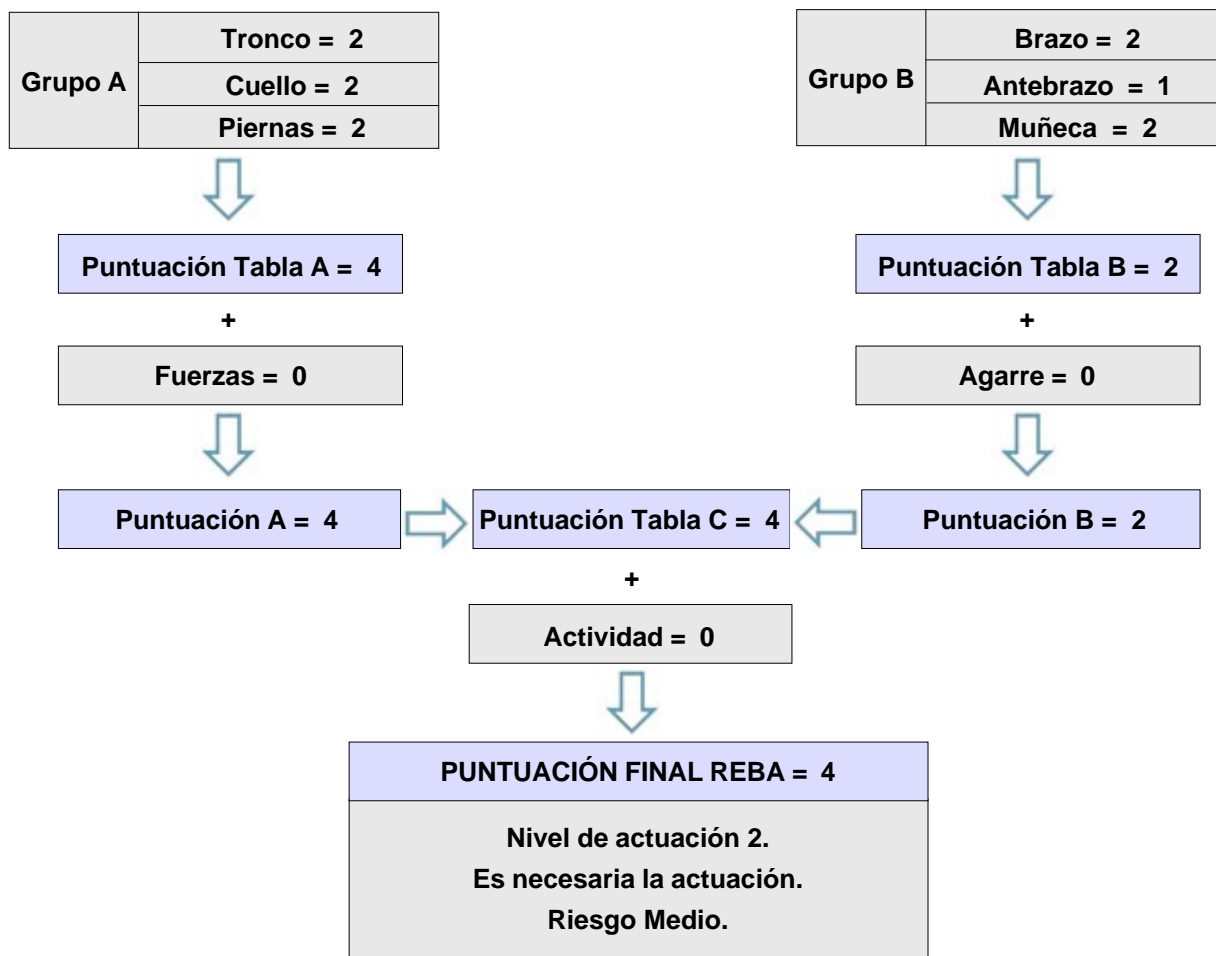 Grupo A
Tronco = 2
Cuello = 2
Piernas = 2
Grupo B
Brazo = 2
Antebrazo = 1
Muñeca = 2
Puntuación Tabla A = 4
Puntuación Tabla B = 2
+
+
Fuerzas = 0
Agarre = 0
Puntuación A = 4
Puntuación Tabla C = 4
Puntuación B = 2
+
Actividad = 0
PUNTUACIÓN FINAL REBA = 4
Nivel de actuación 2.
Es necesaria la actuación.
Riesgo Medio.